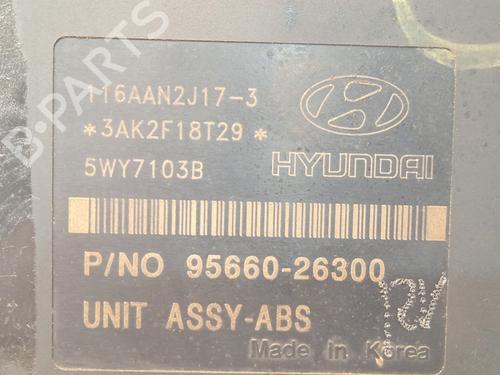 116AAN2J17-3
*3AK2F18T29*
5WY7103B
HYUNDAI
P/NO 95660-26300
UNIT ASSY-ABS
Made in Korea
B-PARTS